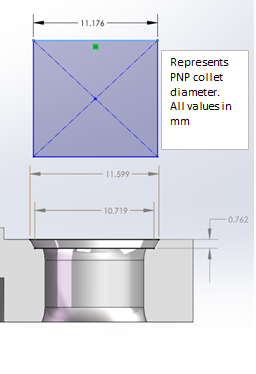 11.176
Represents
PNP collet
diameter.
All values in
mm
11.599
10.719
0.762